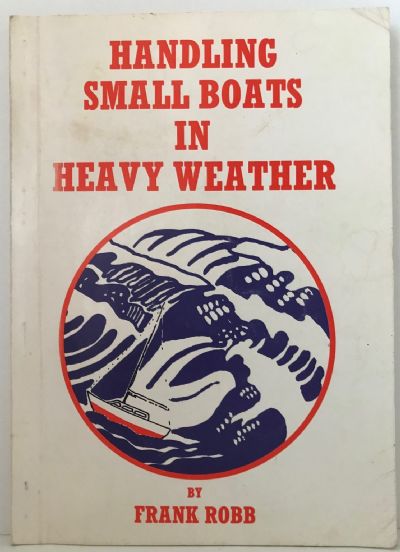 HANDLING
SMALL BOATS
IN
HEAVY WEATHER
BY
FRANK ROBB